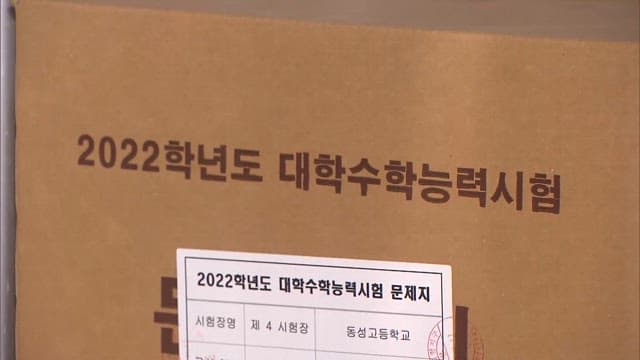 2022학년도 대학수학능력시험
2022학년도 대학수학능력시험 문제지
시험장명 제 4 시험장 동성고등학교